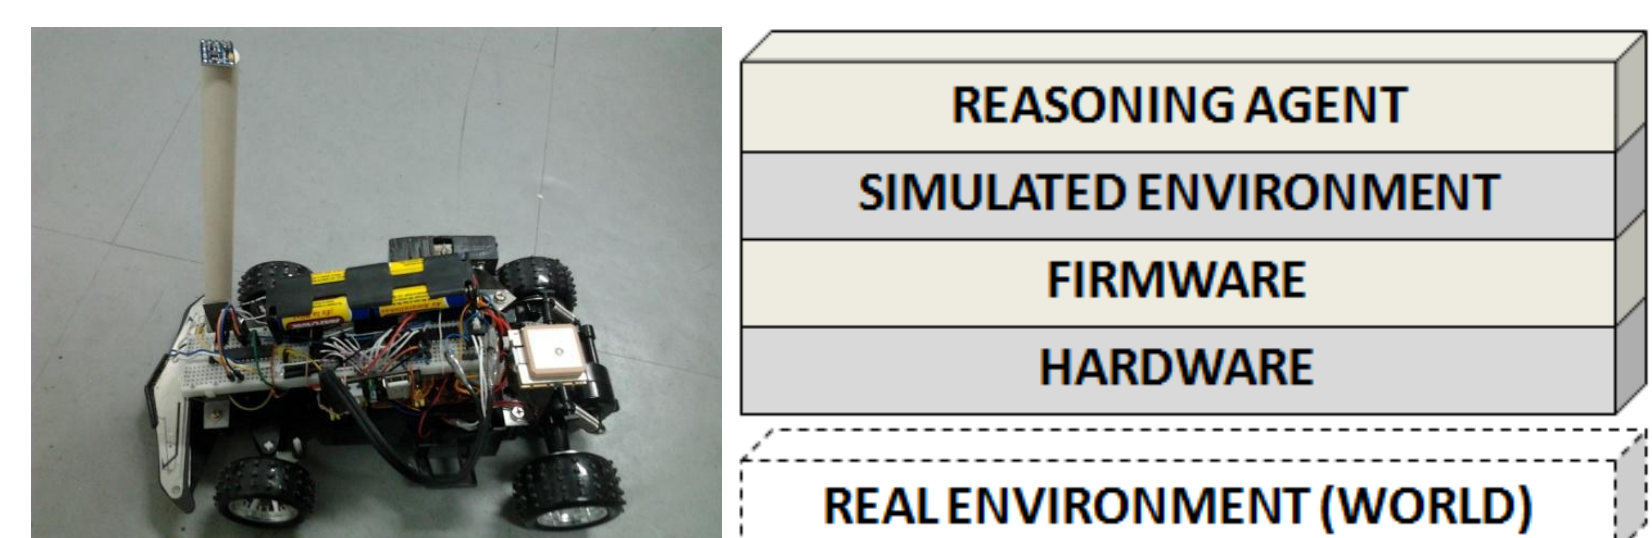 REASONING AGENT
SIMULATED ENVIRONMENT
FIRMWARE
HARDWARE
REAL ENVIRONMENT (WORLD)